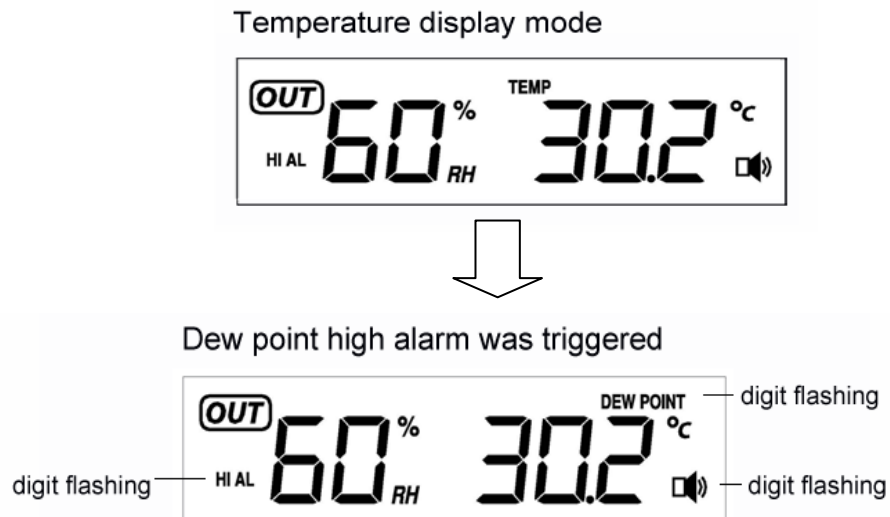 Temperature display mode
OUT 60 % RH TEMP 30.2 °C
HI AL
Dew point high alarm was triggered
OUT 60 % RH DEW POINT 30.2 °C digit flashing
digit flashing HI AL digit flashing